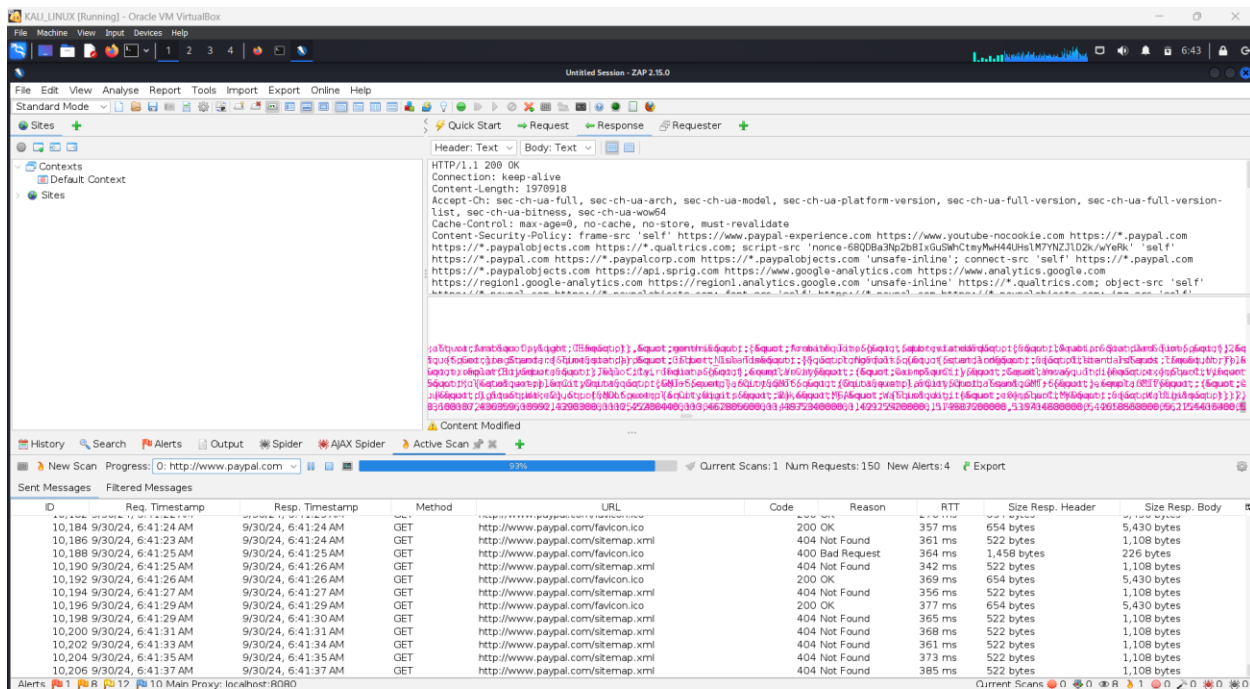 KALI_LINUX [Running] - Oracle VM VirtualBox
File Machine View Input Devices Help
1 2 3 4 6:43
Untitled Session - ZAP 2.15.0
File Edit View Analyse Report Tools Import Export Online Help
Standard Mode
Sites Quick Start Request Response Requester
Header: Text Body: Text
Contexts
Default Context
Sites
HTTP/1.1 200 OK
Connection: keep-alive
Content-Length: 1970918
Accept-Ch: sec-ch-ua-full, sec-ch-ua-arch, sec-ch-ua-model, sec-ch-ua-platform-version, sec-ch-ua-full-version, sec-ch-ua-full-version-
list, sec-ch-ua-bitness, sec-ch-ua-wow64
Cache-Control: max-age=0, no-cache, no-store, must-revalidate
Content-Security-Policy: frame-src 'self' https://www.paypal-experience.com https://www.youtube-nocookie.com https://*.paypal.com
https://*.paypalobjects.com https://*.qualtrics.com; script-src 'self'
https://*.paypal.com https://*.paypalcorp.com https://*.paypalobjects.com 'unsafe-inline'; connect-src 'self' https://*.paypal.com
https://*.paypalobjects.com https://api.sprig.com https://www.google-analytics.com https://www.analytics.google.com
https://region1.google-analytics.com https://region1.analytics.google.com 'unsafe-inline' https://*.qualtrics.com; object-src 'self'
Content Modified
History Search Alerts Output Spider AJAX Spider Active Scan
New Scan Progress: 0: http://www.paypal.com 93% Current Scans: 1 Num Requests: 150 New Alerts: 4 Export
Sent Messages Filtered Messages
ID Req. Timestamp Resp. Timestamp Method URL Code Reason RTT Size Resp. Header Size Resp. Body
10,184 9/30/24, 6:41:24 AM 9/30/24, 6:41:24 AM GET http://www.paypal.com/favicon.ico 200 OK 357 ms 654 bytes 5,430 bytes
10,186 9/30/24, 6:41:23 AM 9/30/24, 6:41:24 AM GET http://www.paypal.com/sitemap.xml 404 Not Found 361 ms 522 bytes 1,108 bytes
10,188 9/30/24, 6:41:25 AM 9/30/24, 6:41:25 AM GET http://www.paypal.com/favicon.ico 400 Bad Request 364 ms 1,458 bytes 226 bytes
10,190 9/30/24, 6:41:25 AM 9/30/24, 6:41:26 AM GET http://www.paypal.com/sitemap.xml 404 Not Found 342 ms 522 bytes 1,108 bytes
10,192 9/30/24, 6:41:26 AM 9/30/24, 6:41:26 AM GET http://www.paypal.com/favicon.ico 200 OK 369 ms 654 bytes 5,430 bytes
10,194 9/30/24, 6:41:27 AM 9/30/24, 6:41:27 AM GET http://www.paypal.com/sitemap.xml 404 Not Found 356 ms 522 bytes 1,108 bytes
10,196 9/30/24, 6:41:29 AM 9/30/24, 6:41:29 AM GET http://www.paypal.com/favicon.ico 200 OK 377 ms 654 bytes 5,430 bytes
10,198 9/30/24, 6:41:29 AM 9/30/24, 6:41:30 AM GET http://www.paypal.com/sitemap.xml 404 Not Found 365 ms 522 bytes 1,108 bytes
10,200 9/30/24, 6:41:31 AM 9/30/24, 6:41:31 AM GET http://www.paypal.com/sitemap.xml 404 Not Found 368 ms 522 bytes 1,108 bytes
10,202 9/30/24, 6:41:33 AM 9/30/24, 6:41:34 AM GET http://www.paypal.com/sitemap.xml 404 Not Found 361 ms 522 bytes 1,108 bytes
10,204 9/30/24, 6:41:35 AM 9/30/24, 6:41:35 AM GET http://www.paypal.com/sitemap.xml 404 Not Found 373 ms 522 bytes 1,108 bytes
10,206 9/30/24, 6:41:37 AM 9/30/24, 6:41:37 AM GET http://www.paypal.com/sitemap.xml 404 Not Found 385 ms 522 bytes 1,108 bytes
Alerts 1 8 12 10 Main Proxy: localhost:8080 Current Scans 0 0 8 1 0 0 0 0